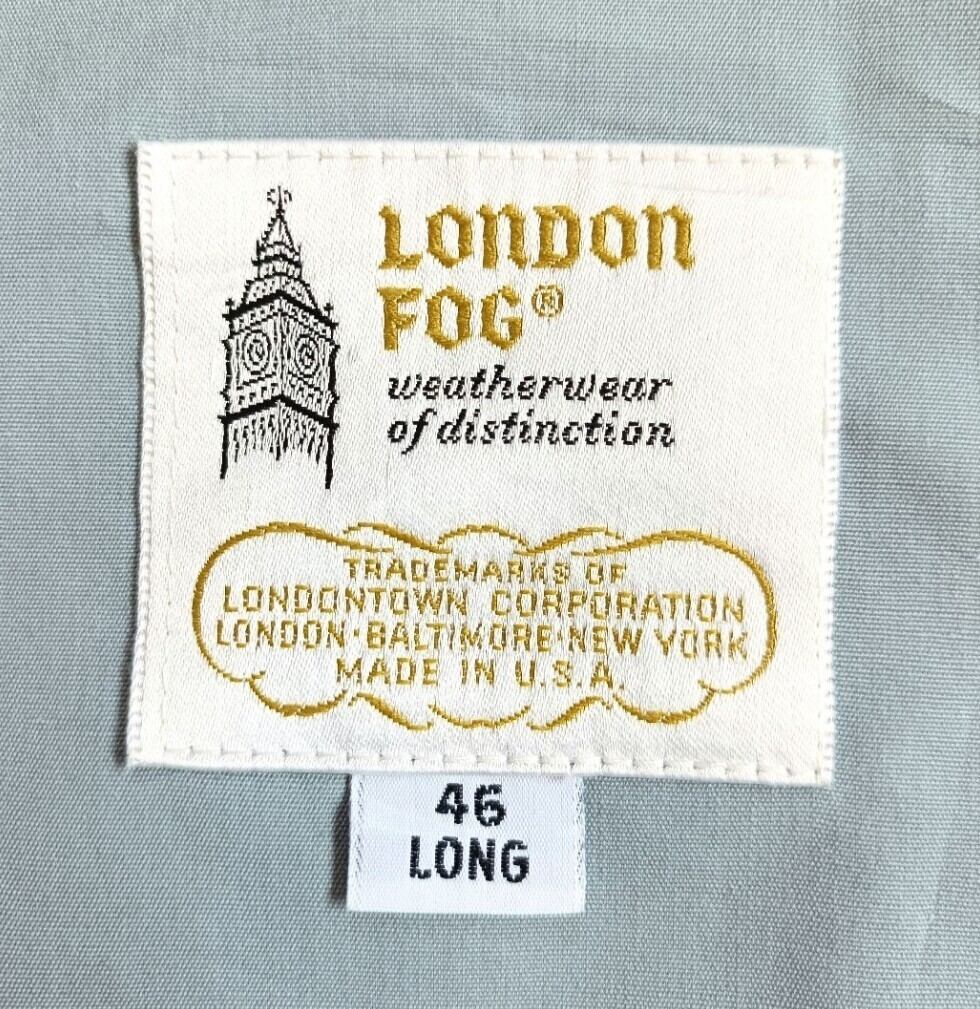 LONDON
FOG®
weatherwear
of distinction
TRADEMARKS OF
LONDONTOWN CORPORATION
LONDON·BALTIMORE·NEW YORK
MADE IN U.S.A.
46
LONG